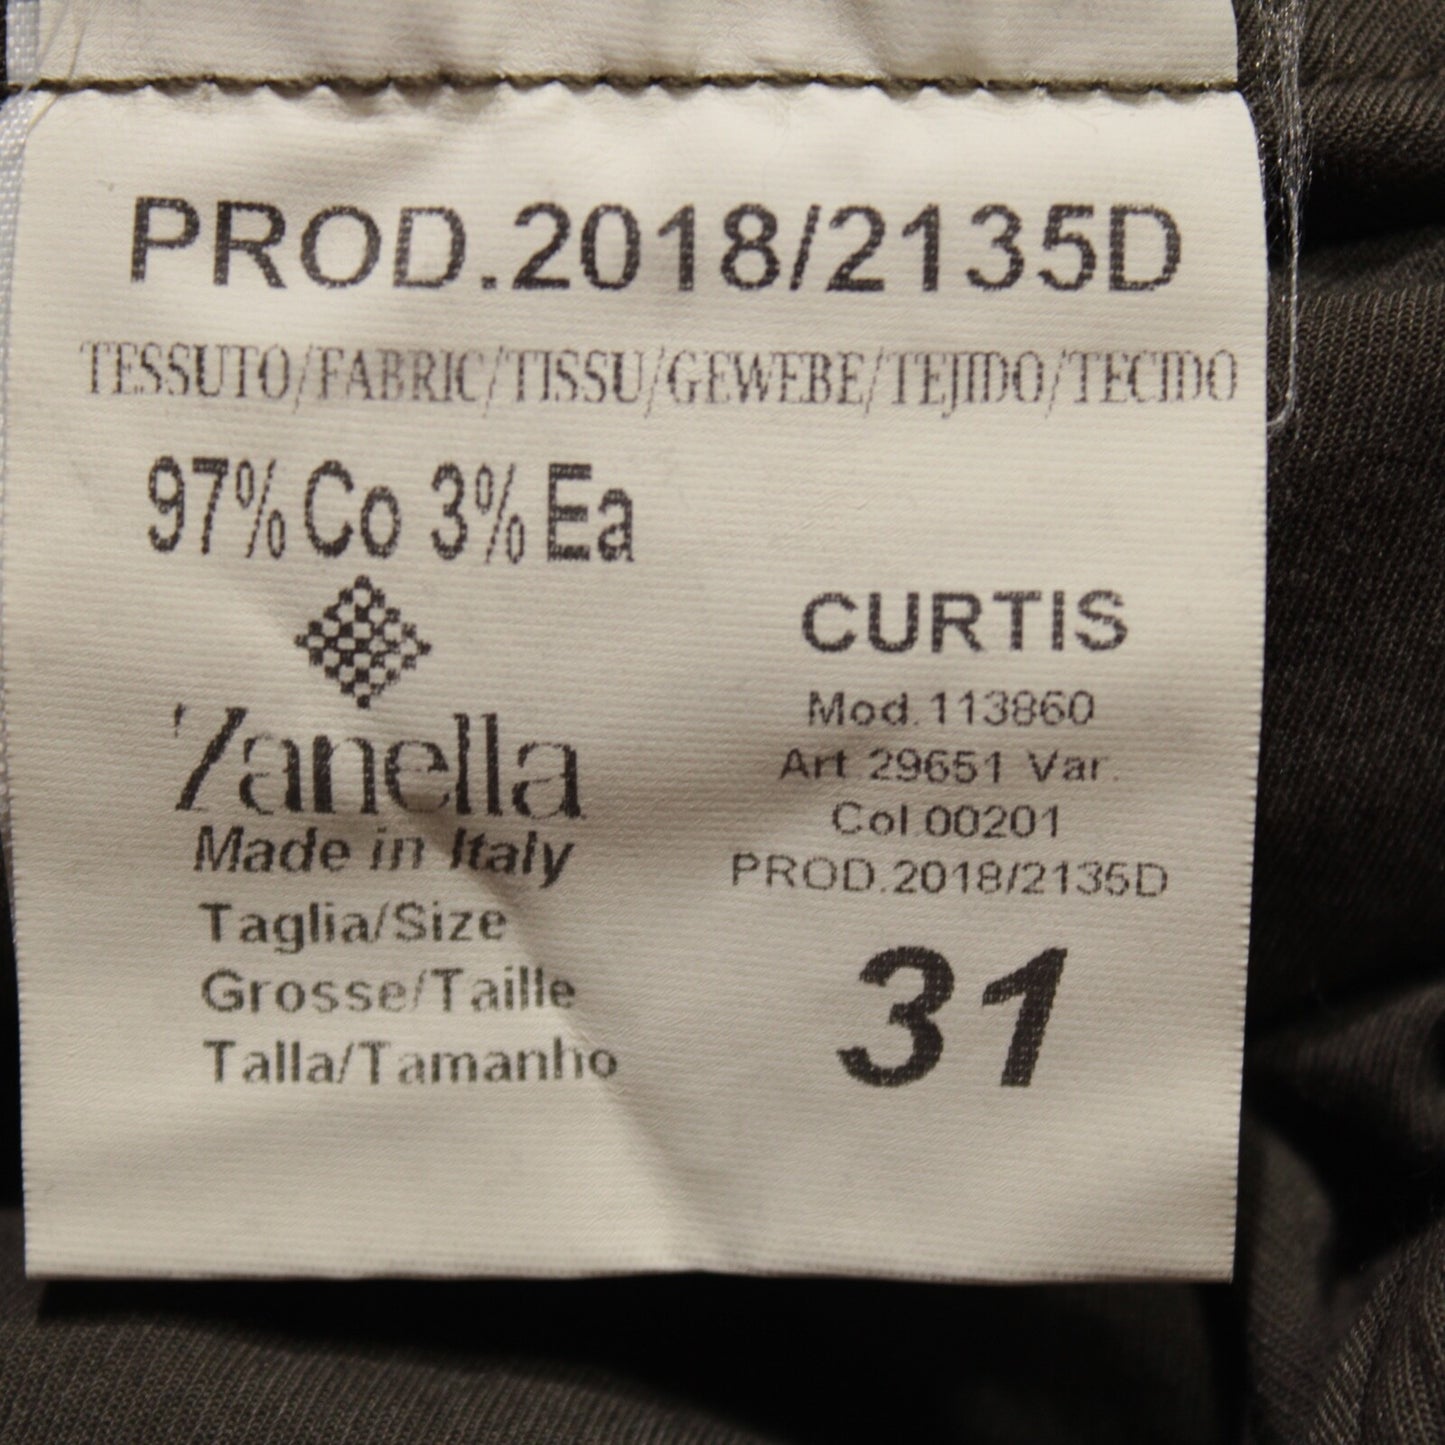 PROD.2018/2135D
TESSUTO/FABRIC/TISSU/GEWEBE/TEJIDO/TECIDO
97% Co 3% Ea
Zanella
Made in Italy
Taglia/Size
Grosse/Taille
Talla/Tamanho
CURTIS
Mod.113860
Art.29651 Var.
Col.00201
PROD.2018/2135D
31